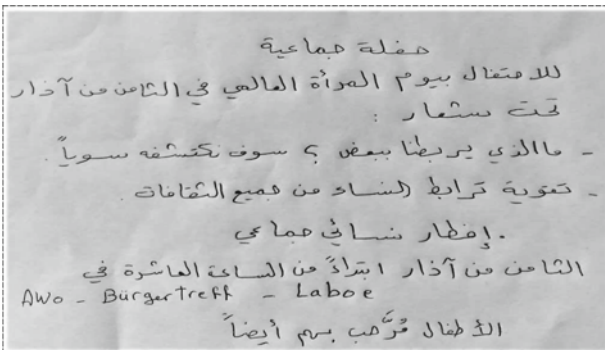 حفلة جماعية
للاحتفال بيوم المرأة العالمي في الثامن من آذار
تحت شعار :
- ما الذي يربطنا ببعض ؟ سوف نكتشفه سوياً .
- تعوية ترابط النساء من جميع الثقافات .
. إفطار نسائي جماعي
الثامن من آذار ابتداءً من الساعة العاشرة في
AWO - Bürgertreff - Laboe
الأطفال مُرَّحب بهم أيضاً